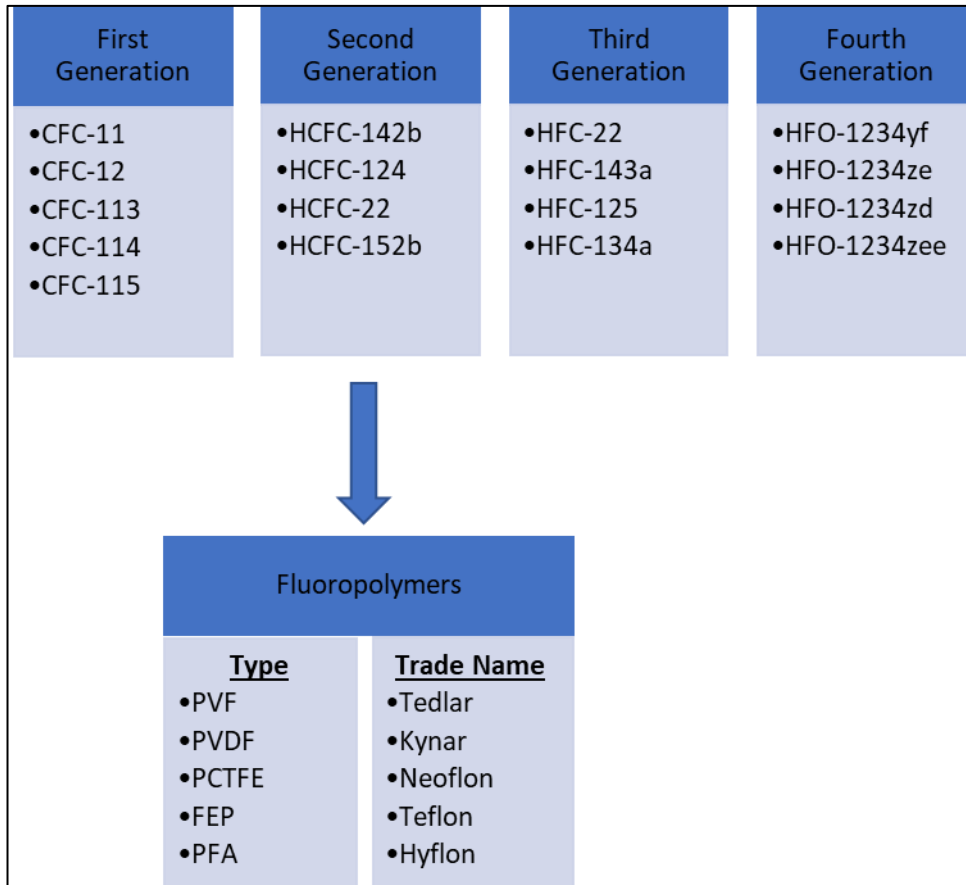 First
Generation
•CFC-11
•CFC-12
•CFC-113
•CFC-114
•CFC-115
Second
Generation
•HCFC-142b
•HCFC-124
•HCFC-22
•HCFC-152b
Third
Generation
•HFC-22
•HFC-143a
•HFC-125
•HFC-134a
Fourth
Generation
•HFO-1234yf
•HFO-1234ze
•HFO-1234zd
•HFO-1234zee
Fluoropolymers
Type
•PVF
•PVDF
•PCTFE
•FEP
•PFA
Trade Name
•Tedlar
•Kynar
•Neoflon
•Teflon
•Hyflon